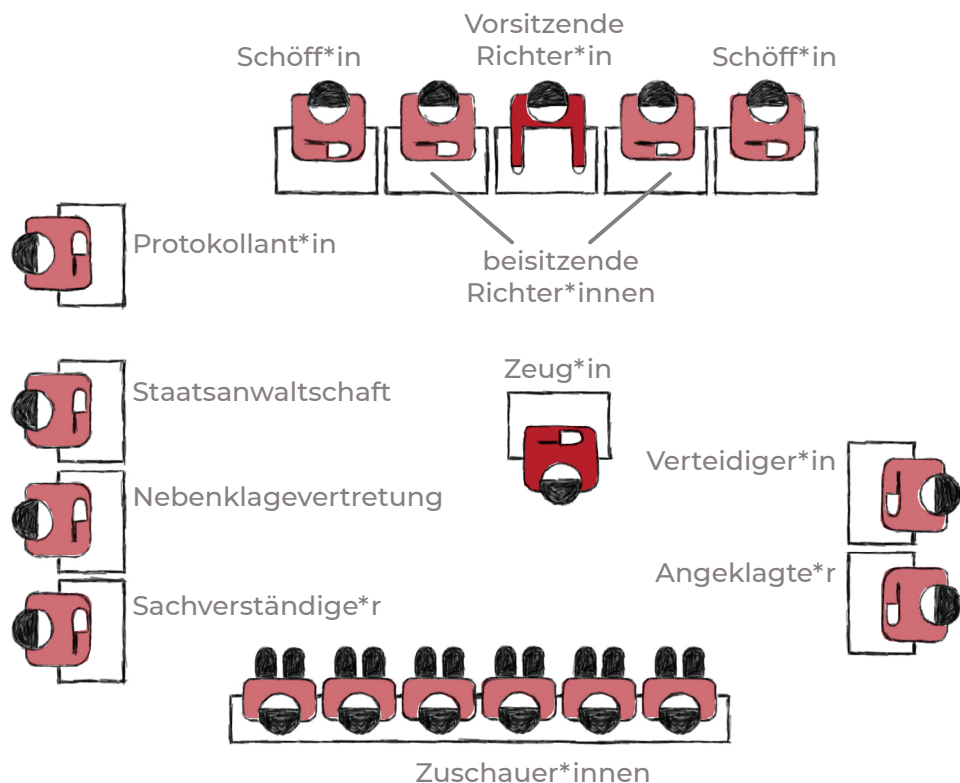 Schöff*in
Vorsitzende
Richter*in
Schöff*in
Protokollant*in
beisitzende
Richter*innen
Staatsanwaltschaft
Zeug*in
Nebenklagevertretung
Verteidiger*in
Sachverständige*r
Angeklagte*r
Zuschauer*innen